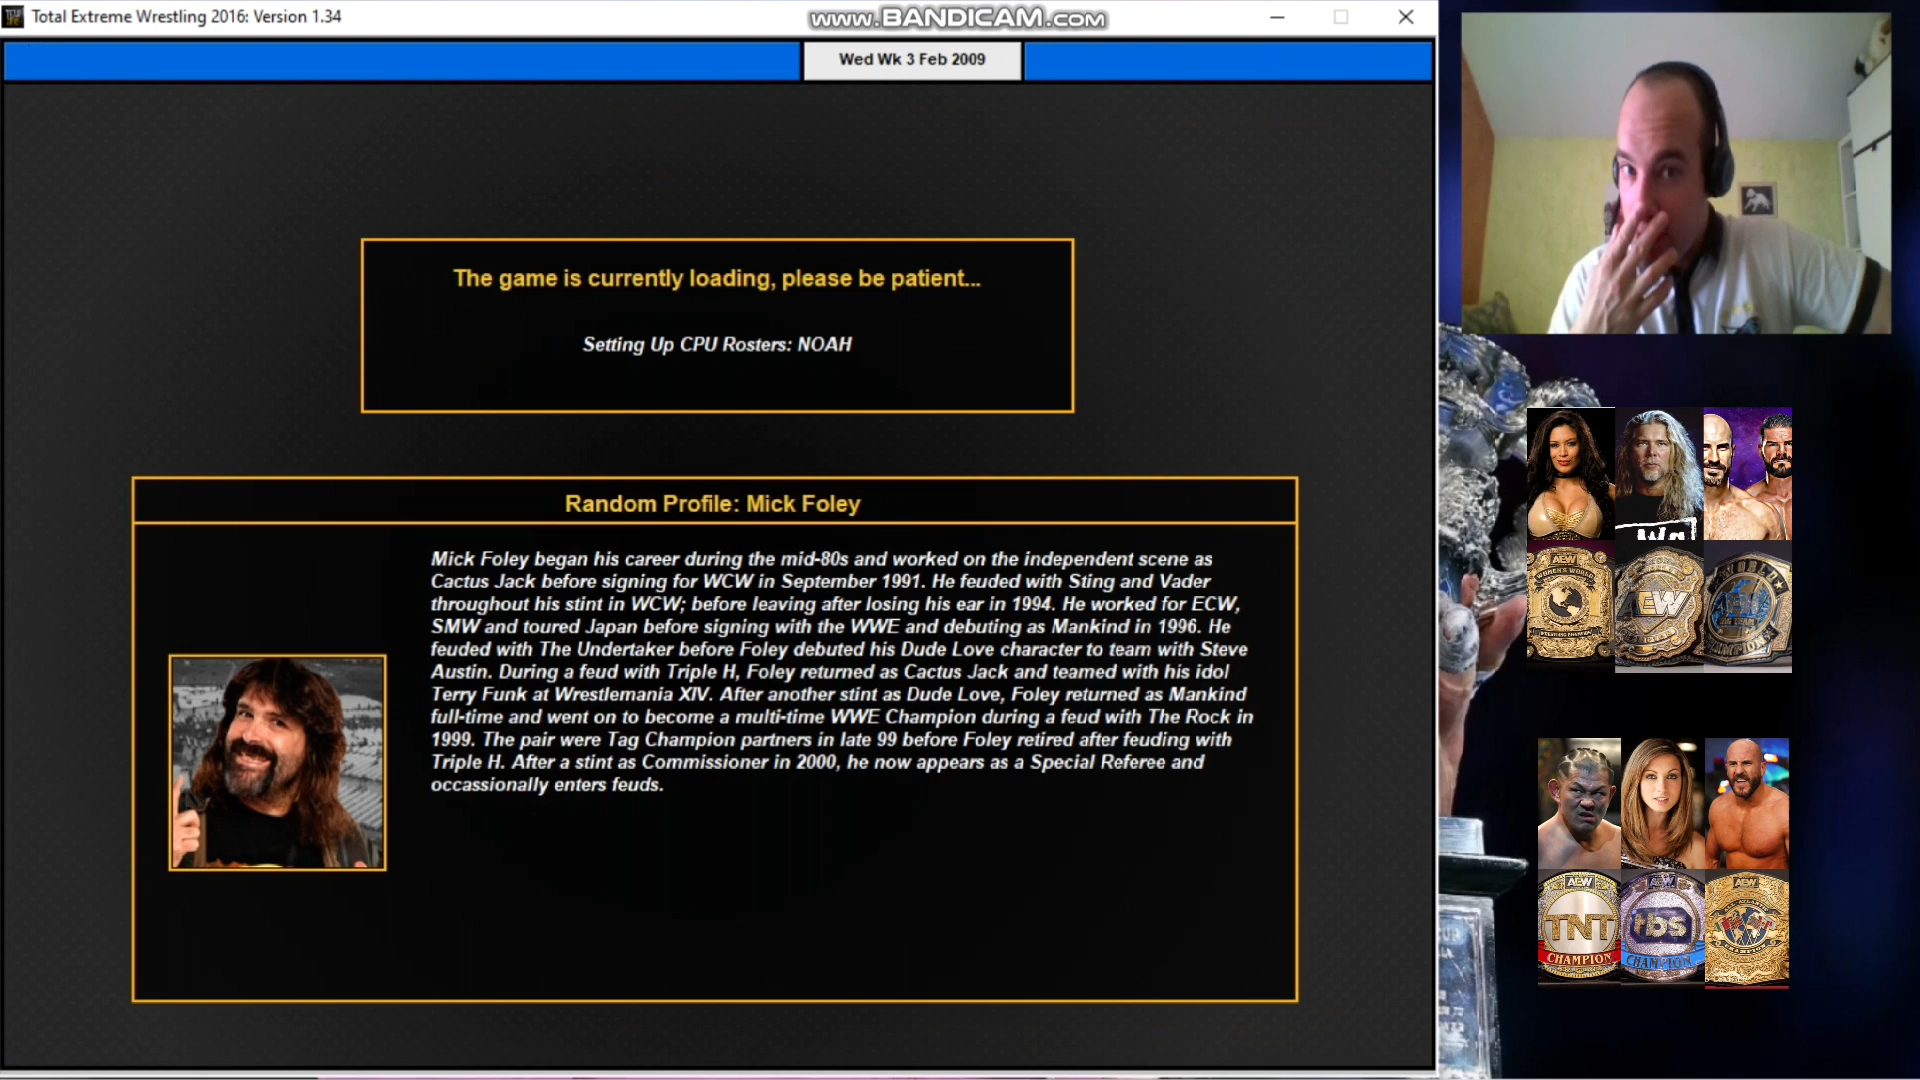 Total Extreme Wrestling 2016: Version 1.34
www.BANDICAM.com
Wed Wk 3 Feb 2009
The game is currently loading, please be patient...
Setting Up CPU Rosters: NOAH
Random Profile: Mick Foley
Mick Foley began his career during the mid-80s and worked on the independent scene as
Cactus Jack before signing for WCW in September 1991. He feuded with Sting and Vader
throughout his stint in WCW; before leaving after losing his ear in 1994. He worked for ECW,
SMW and toured Japan before signing with the WWE and debuting as Mankind in 1996. He
feuded with The Undertaker before Foley debuted his Dude Love character to team with Steve
Austin. During a feud with Triple H, Foley returned as Cactus Jack and teamed with his idol
Terry Funk at Wrestlemania XIV. After another stint as Dude Love, Foley returned as Mankind
full-time and went on to become a multi-time WWE Champion during a feud with The Rock in
1999. The pair were Tag Champion partners in late 99 before Foley retired after feuding with
Triple H. After a stint as Commissioner in 2000, he now appears as a Special Referee and
occassionally enters feuds.
AEW
WOMEN'S WORLD
AEW
WORLD
AEW
TNT
CHAMPION
AEW
tbs
CHAMPION
AEW